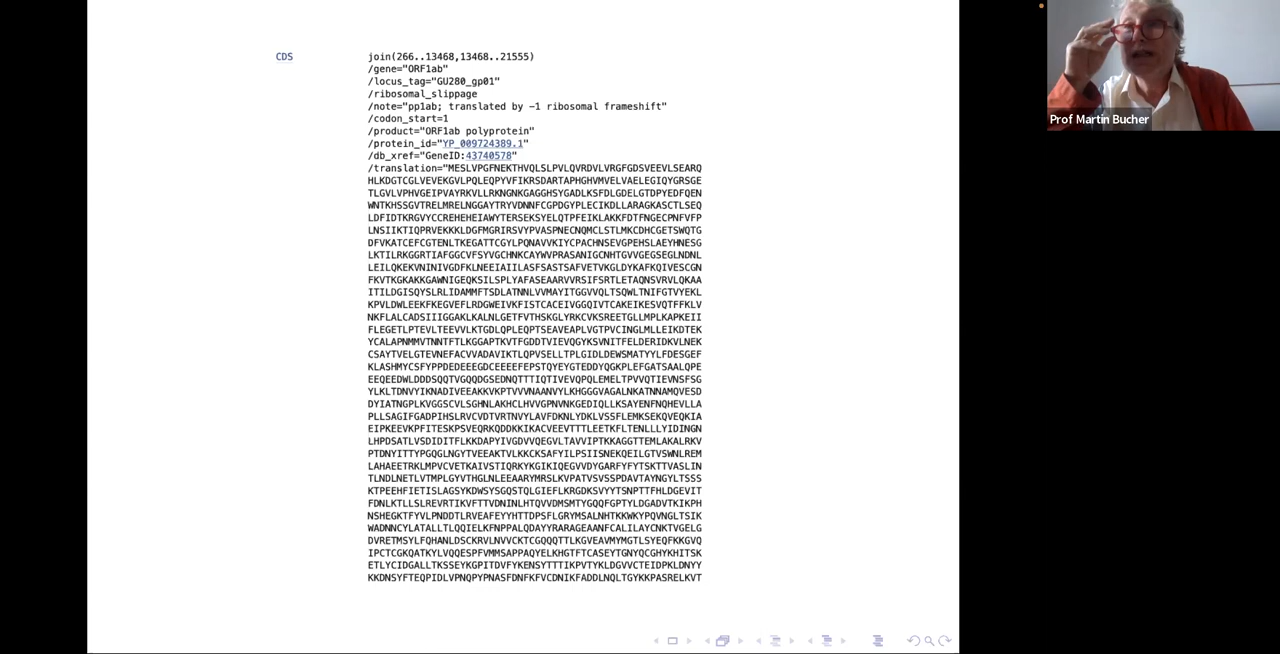 CDS join(266..13468,13468..21555)
/gene="ORF1ab"
/locus_tag="GU280_gp01"
/ribosomal_slippage
/note="pp1ab; translated by -1 ribosomal frameshift"
/codon_start=1
/product="ORF1ab polyprotein"
/protein_id="YP_009724389.1"
/db_xref="GeneID:43740578"
/translation="MESLVPGFNEKTHVQLSLPVLQVRDVLVRGFGDSVEEVLSEARQ
HLKDGTCGLVEVEKGVLPQLEQPYVFIKRSDARTAPHGHVMVELVAELEGIQYGRSGE
TLGVLVPHVGEIPVAYRKVLLRKNGNKGAGGHSYGADLKSFDLGDELGTDPYEDFQEN
WNTKHSSGVTRELMRELNGGAYTRYVDNNFCGPDGYPLECIKDLLARAGKASCTLSEQ
LDFIDTKRGVYCCREHEHEIAWYTERSEKSYELQTPFEIKLAKKFDTFNGECPNFVFP
LNSIIKTIQPRVEKKKLDGFMGRIRSVYPVASPNECNQMCLSTLMKCDHCGETSWQTG
DFVKATCEFCGTENLTKEGATTCGYLPQNAVVKIYCPACHNSEVGPEHSLAEYHNESG
LKTILRKGGRTIAFGGCVFSYVGCHNKCAYWVPRASANIGCNHTGVVGEGSEGLNDNL
LEILQKEKVNINIVGDFKLNEEIAIILASFSASTSAFVETVKGLDYKAFKQIVESCGN
FKVTKGKAKKGAWNIGEQKSILSPLYAFASEAARVVRSIFSRTLETAQNSVRVLQKAA
ITILDGISQYSLRLIDAMMFTSDLATNNLVVMAYITGGVVQLTSQWLTNIFGTVYEKL
KPVLDWLEEKFKEGVEFLRDGWEIVKFISTCACEIVGGQIVTCAKEIKESVQTFFKLV
NKFLALCADSIIIGGAKLKALNLGETFVTHSKGLYRKCVKSREETGLLMPLKAPKEII
FLEGETLPTEVLTEEVVLKTGDLQPLEQPTSEAVEAPLVGTPVCINGLMLLEIKDTEK
YCALAPNMMVTNNTFTLKGGAPTKVTFGDDTVIEVQGYKSVNITFELDERIDKVLNEK
CSAYTVELGTEVNEFACVVADAVIKTLQPVSELLTPLGIDLDEWSMATYYLFDESGEF
KLASHMYCSFYPPDEDEEEGDCEEEEFEPSTQYEYGTEDDYQGKPLEFGATSAALQPE
EEQEEDWLDDDSQQTVGQQDGSEDNQTTTIQTIVEVQPQLEMELTPVVQTIEVNSFSG
YLKLTDNVYIKNADIVEEAKKVKPTVVVNAANVYLKHGGGVAGALNKATNNAMQVESD
DYIATNGPLKVGGSCVLSGHNLAKHCLHVVGPNVNKGEDIQLLKSAYENFNQHEVLLA
PLLSAGIFGADPIHSLRVCVDTVRTNVYLAVFDKNLYDKLVSSFLEMKSEKQVEQKIA
EIPKEEVKPFITESKPSVEQRKQDDKKIKACVEEVTTTLEETKFLTENLLLYIDINGN
LHPDSATLVSDIDITFLKKDAPYIVGDVVQEGVLTAVVIPTKKAGGTTEMLAKALRKV
PTDNYITTYPGQGLNGYTVEEAKTVLKKCKSAFYILPSIISNEKQEILGTVSWNLREM
LAHAEETRKLMPVCVETKAIVSTIQRKYKGIKIQEGVVDYGARFYFYTSKTTVASLIN
TLNDLNETLVTMPLGYVTHGLNLEEAARYMRSLKVPATVSVSSPDAVTAYNGYLTSSS
KTPEEHFIETISLAGSYKDWSYSGQSTQLGIEFLKRGDKSVYYTSNPTTFHLDGEVIT
FDNLKTLLSLREVRTIKVFTTVDNINLHTQVVDMSMTYGQQFGPTYLDGADVTKIKPH
NSHEGKTFYVLPNDDTLRVEAFEYYHTTDPSFLGRYMSALNHTKKWKYPQVNGLTSIK
WADNNCYLATALLTLQQIELKFNPPALQDAYYRARAGEAANFCALILAYCNKTVGELG
DVRETMSYLFQHANLDSCKRVLNVVCKTCGQQQTTLKGVEAVMYMGTLSYEQFKKGVQ
IPCTCGKQATKYLVQQESPFVMMSAPPAQYELKHGTFTCASEYTGNYQCGHYKHITSK
ETLYCIDGALLTKSSEYKGPITDVFYKENSYTTTIKPVTYKLDGVVCTEIDPKLDNYY
KKDNSYFTEQPIDLVPNQPYPNASFDNFKFVCDNIKFADDLNQLTGYKKPASRELKVT
Prof Martin Bucher